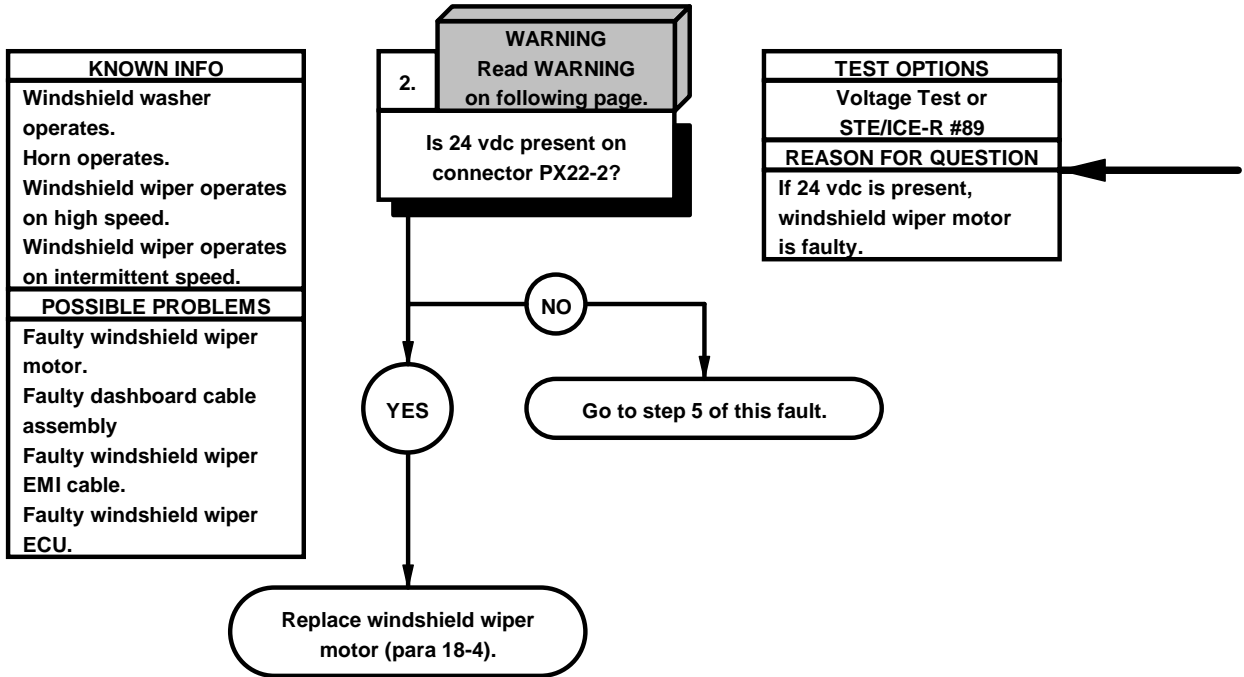 KNOWN INFO
Windshield washer
operates.
Horn operates.
Windshield wiper operates
on high speed.
Windshield wiper operates
on intermittent speed.
POSSIBLE PROBLEMS
Faulty windshield wiper
motor.
Faulty dashboard cable
assembly
Faulty windshield wiper
EMI cable.
Faulty windshield wiper
ECU.
2.
WARNING
Read WARNING
on following page.
Is 24 vdc present on
connector PX22-2?
TEST OPTIONS
Voltage Test or
STE/ICE-R #89
REASON FOR QUESTION
If 24 vdc is present,
windshield wiper motor
is faulty.
NO
YES
Go to step 5 of this fault.
Replace windshield wiper
motor (para 18-4).